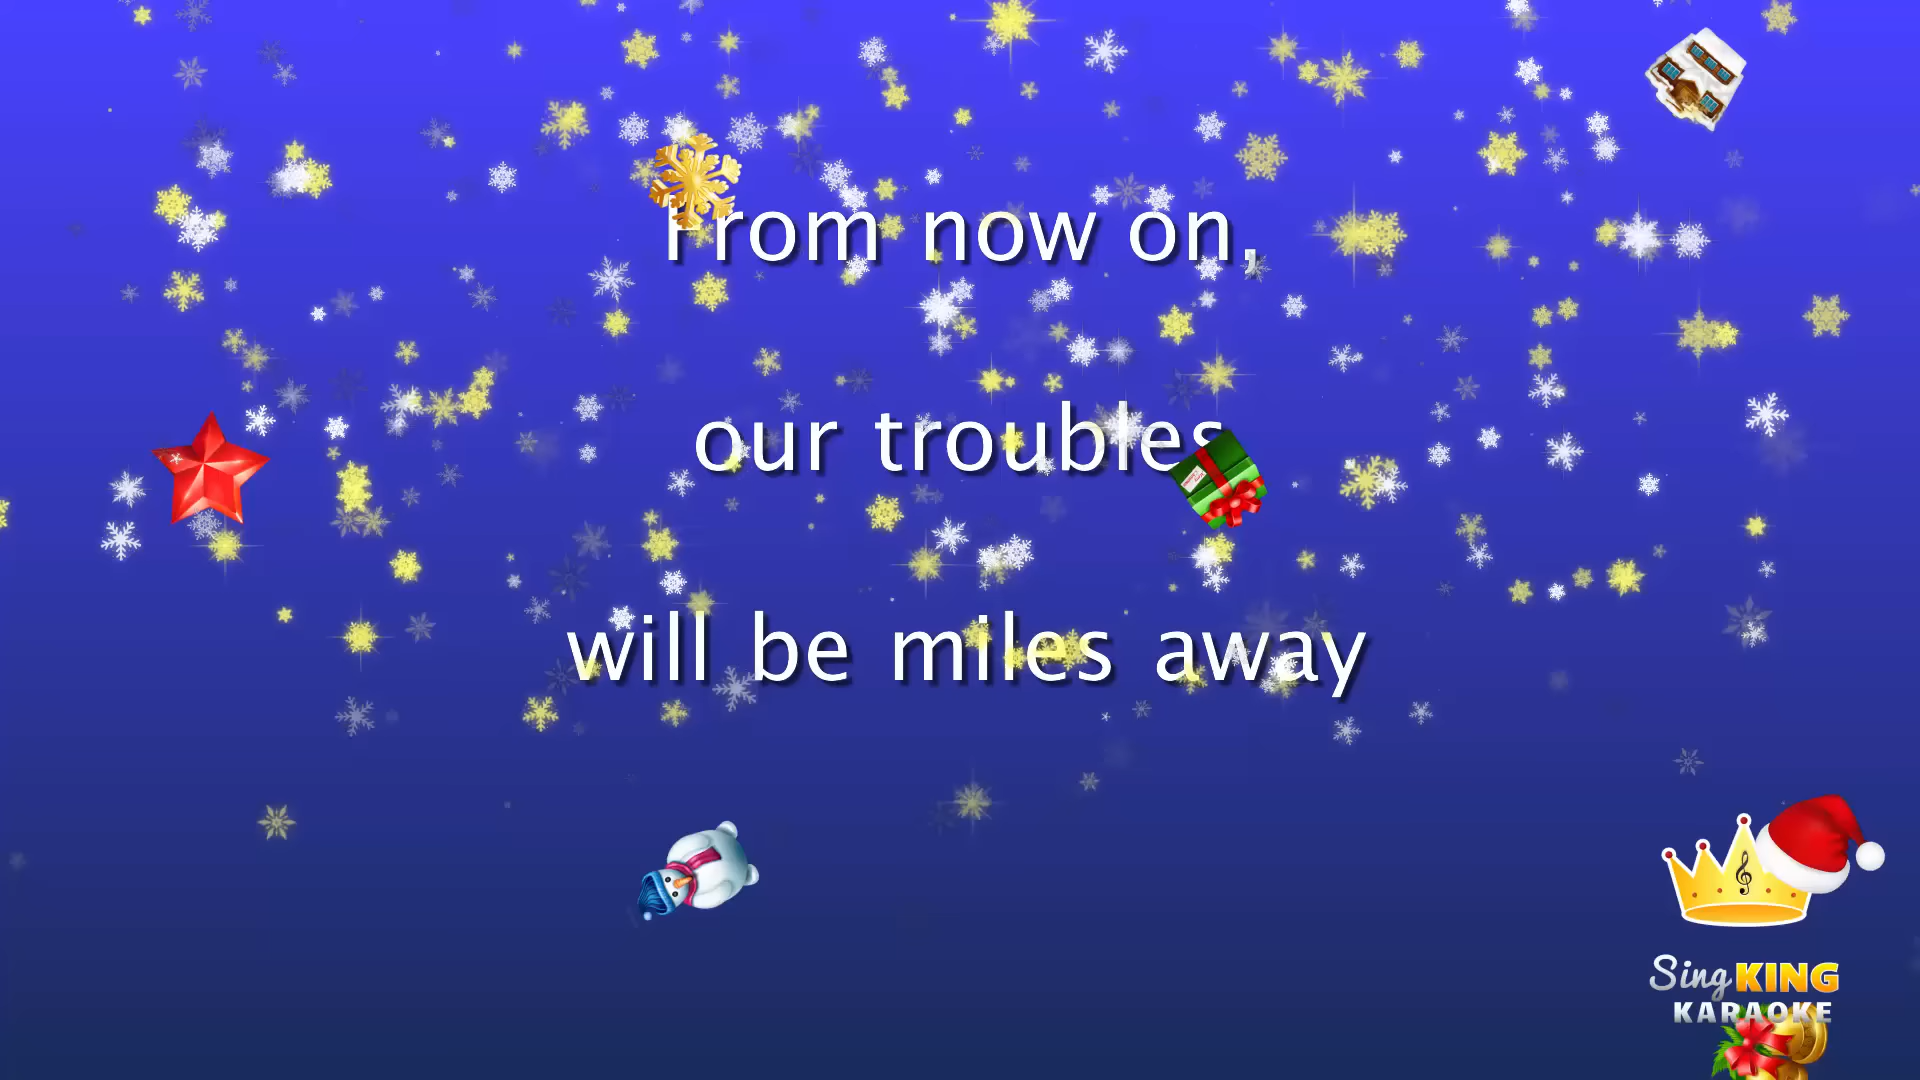 From now on,
our troubles
will be miles away
Sing KING
KARAOKE